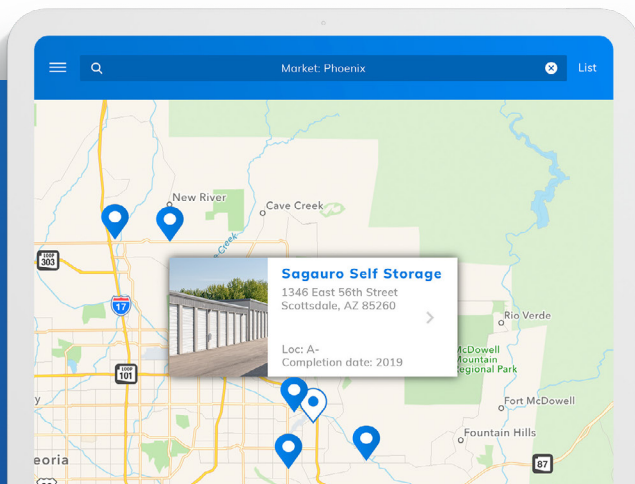 Market: Phoenix
List
New River
Cave Creek
Creek
LOOP
303
Sagauro Self Storage
1346 East 56th Street
Scottsdale, AZ 85260
17
Rio Verde
Loc: A-
Completion date: 2019
McDowell
Mountain
Regional Park
LOOP
101
Fort McDowell
y
Fountain Hills
eoria
87